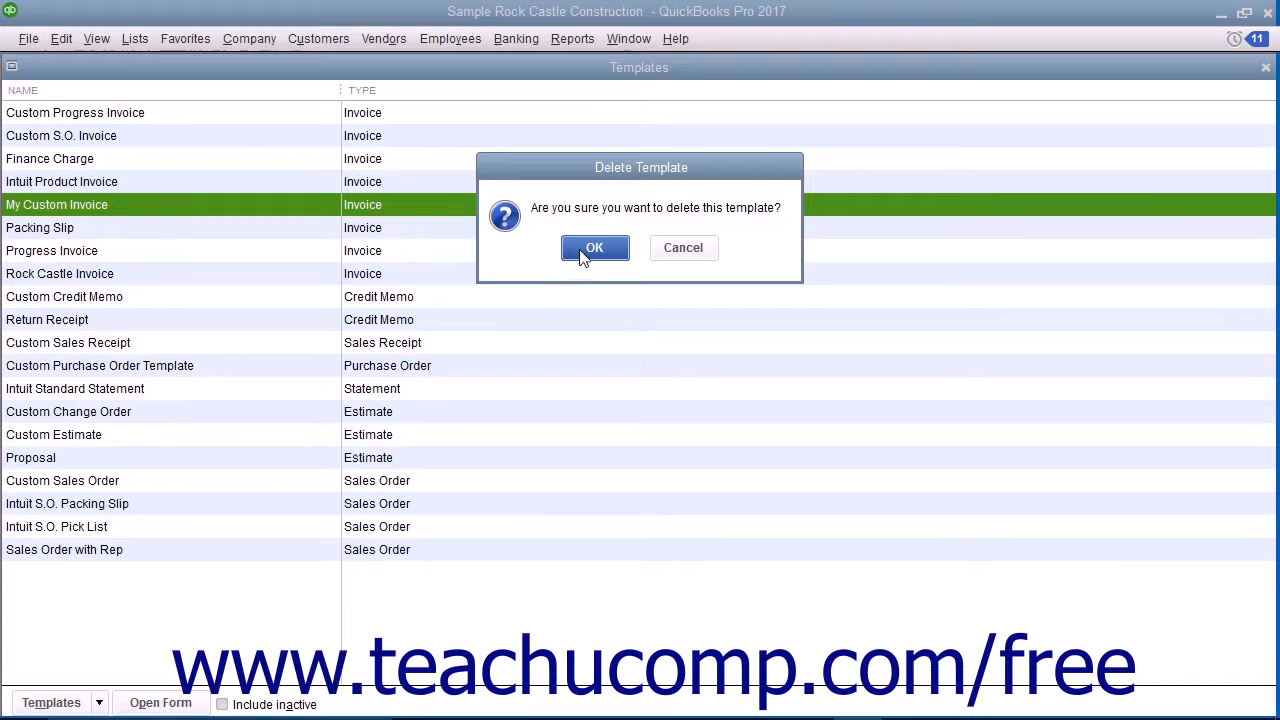 qb
Sample Rock Castle Construction - QuickBooks Pro 2017
File Edit View Lists Favorites Company Customers Vendors Employees Banking Reports Window Help 11
Templates
NAME TYPE
Custom Progress Invoice Invoice
Custom S.O. Invoice Invoice
Finance Charge Invoice
Intuit Product Invoice Invoice
My Custom Invoice Invoice
Packing Slip Invoice
Progress Invoice Invoice
Rock Castle Invoice Invoice
Custom Credit Memo Credit Memo
Return Receipt Credit Memo
Custom Sales Receipt Sales Receipt
Custom Purchase Order Template Purchase Order
Intuit Standard Statement Statement
Custom Change Order Estimate
Custom Estimate Estimate
Proposal Estimate
Custom Sales Order Sales Order
Intuit S.O. Packing Slip Sales Order
Intuit S.O. Pick List Sales Order
Sales Order with Rep Sales Order
Delete Template
Are you sure you want to delete this template?
OK Cancel
www.teachucomp.com/free
Templates Open Form Include inactive